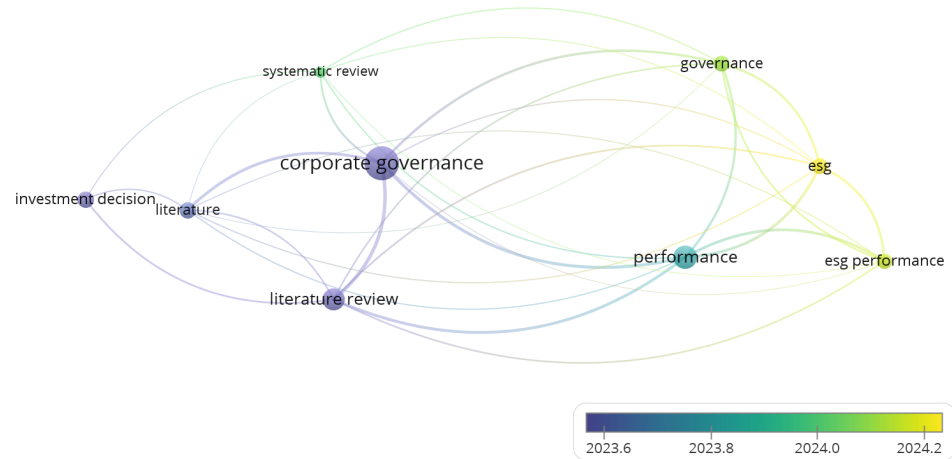 systematic review
governance
corporate governance
esg
investment decision
literature
performance
esg performance
literature review
2023.6
2023.8
2024.0
2024.2